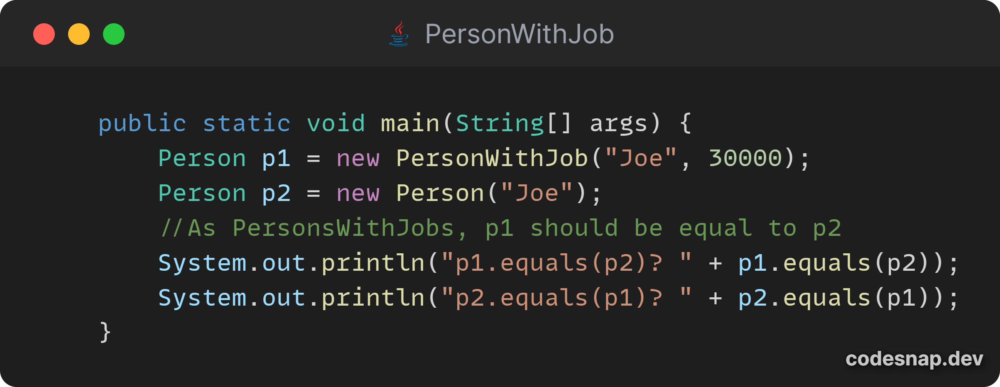 PersonWithJob
public static void main(String[] args) {
    Person p1 = new PersonWithJob("Joe", 30000);
    Person p2 = new Person("Joe");
    //As PersonsWithJobs, p1 should be equal to p2
    System.out.println("p1.equals(p2)? " + p1.equals(p2));
    System.out.println("p2.equals(p1)? " + p2.equals(p1));
}
codesnap.dev